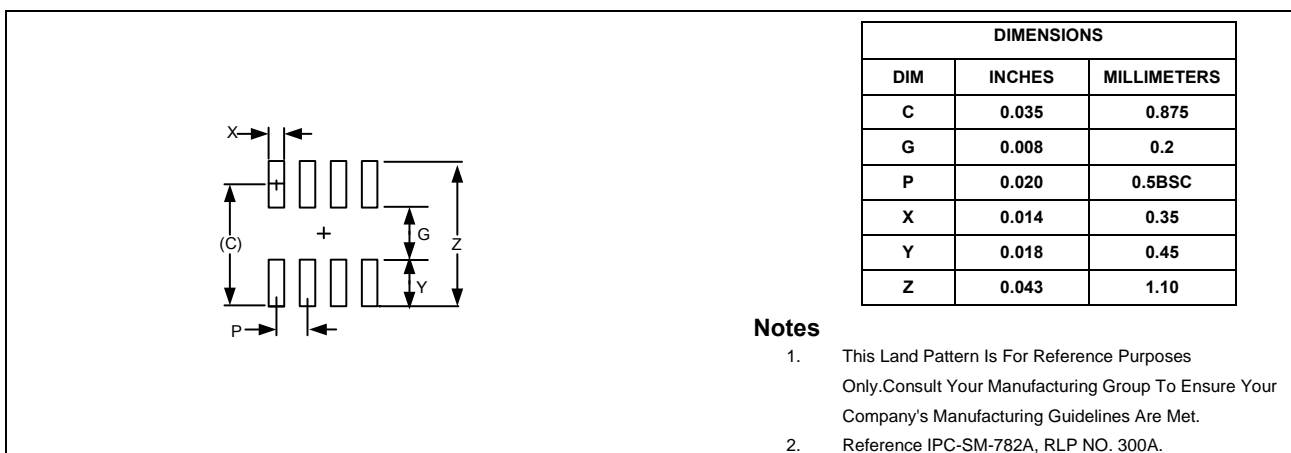 X
(C)
G
Z
Y
P
DIMENSIONS
DIM INCHES MILLIMETERS
C 0.035 0.875
G 0.008 0.2
P 0.020 0.5BSC
X 0.014 0.35
Y 0.018 0.45
Z 0.043 1.10
Notes
1. This Land Pattern Is For Reference Purposes
Only.Consult Your Manufacturing Group To Ensure Your
Company's Manufacturing Guidelines Are Met.
2. Reference IPC-SM-782A, RLP NO. 300A.